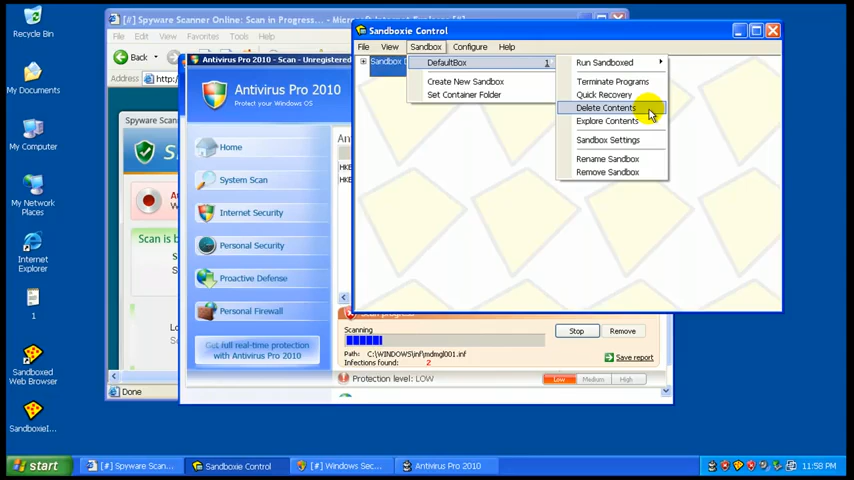 Recycle Bin
My Documents
My Computer
My Network
Places
Internet
Explorer
1
Sandboxed
Web Browser
[#] Spyware Scanner Online: Scan in Progress...
File Edit View Favorites Tools Help
Back
Spyware
Scan is b
Done
Antivirus Pro 2010 - Scan - Unregistered
Antivirus Pro 2010
Protect your Windows OS
Home
System Scan
Internet Security
Personal Security
Proactive Defense
Personal Firewall
Get full real-time protection
with Antivirus Pro 2010
Scanning
Stop
Remove
Path: C:\WINDOWS\inf\mdmgl001.inf
Infections found: 2
Save report
Protection level: LOW
Low
Medium
High
Sandboxie Control
File View Sandbox Configure Help
Sandbox D
DefaultBox 1
Create New Sandbox
Set Container Folder
Run Sandboxed
Terminate Programs
Quick Recovery
Delete Contents
Explore Contents
Sandbox Settings
Rename Sandbox
Remove Sandbox
start
[#] Spyware Scan...
Sandboxie Control
[#] Windows Sec...
Antivirus Pro 2010
11:58 PM